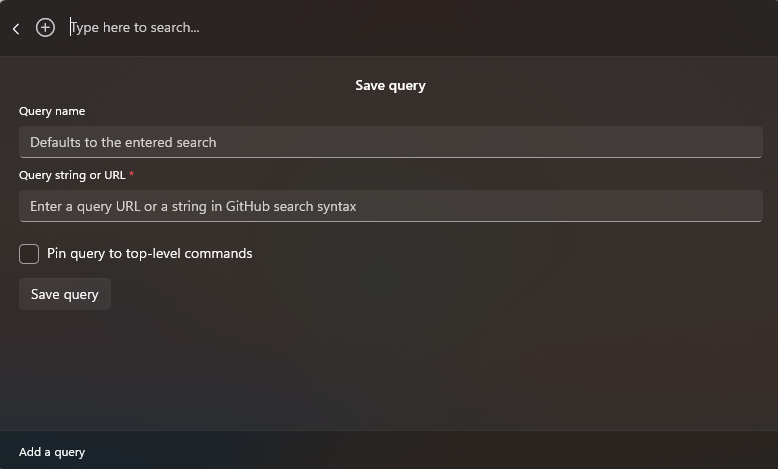 Type here to search...
Save query
Query name
Defaults to the entered search
Query string or URL *
Enter a query URL or a string in GitHub search syntax
Pin query to top-level commands
Save query
Add a query